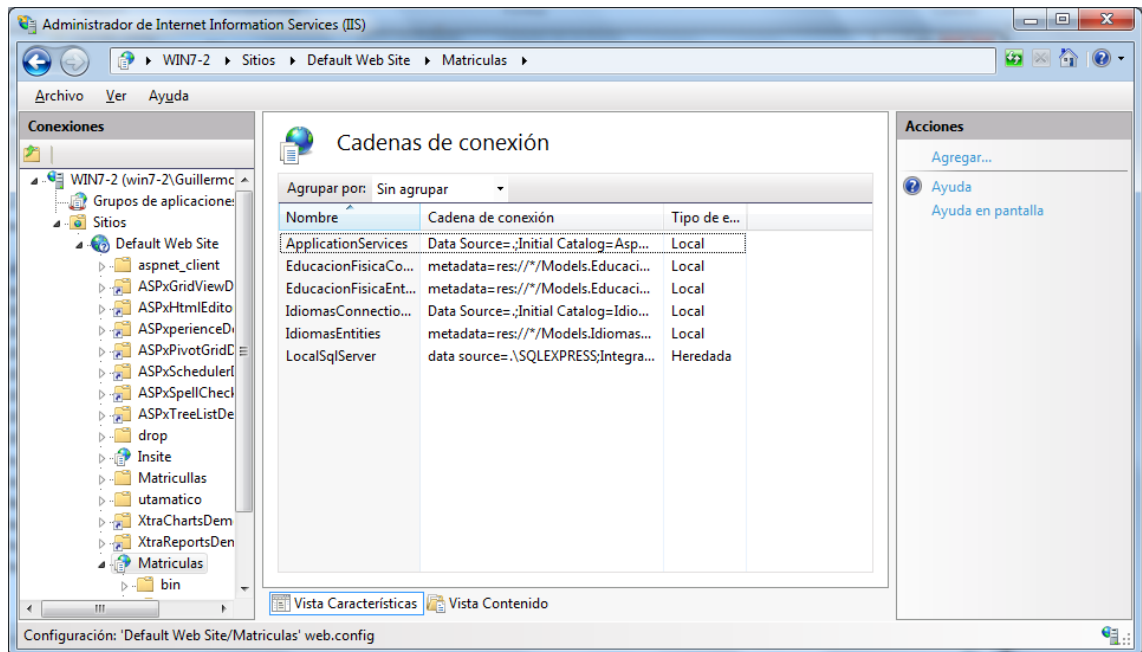 Administrador de Internet Information Services (IIS)
WIN7-2 Sitios Default Web Site Matriculas
Archivo Ver Ayuda
Conexiones
WIN7-2 (win7-2\Guillermo
Grupos de aplicaciones
Sitios
Default Web Site
aspnet_client
ASPxGridViewD
ASPxHtmlEdito
ASPxperienceDe
ASPxPivotGridD
ASPxSchedulerD
ASPxSpellCheck
ASPxTreeListDe
drop
Insite
Matricullas
utamatico
XtraChartsDem
XtraReportsDen
Matriculas
bin
Cadenas de conexión
Agrupar por: Sin agrupar
Nombre Cadena de conexión Tipo de e...
ApplicationServices Data Source=.;Initial Catalog=Asp... Local
EducacionFisicaCo... metadata=res://*/Models.Educaci... Local
EducacionFisicaEnt... metadata=res://*/Models.Educaci... Local
IdiomasConnectio... Data Source=.;Initial Catalog=Idio... Local
IdiomasEntities metadata=res://*/Models.Idiomas... Local
LocalSqlServer data source=.\SQLEXPRESS;Integra... Heredada
Vista Características Vista Contenido
Acciones
Agregar...
Ayuda
Ayuda en pantalla
Configuración: 'Default Web Site/Matriculas' web.config